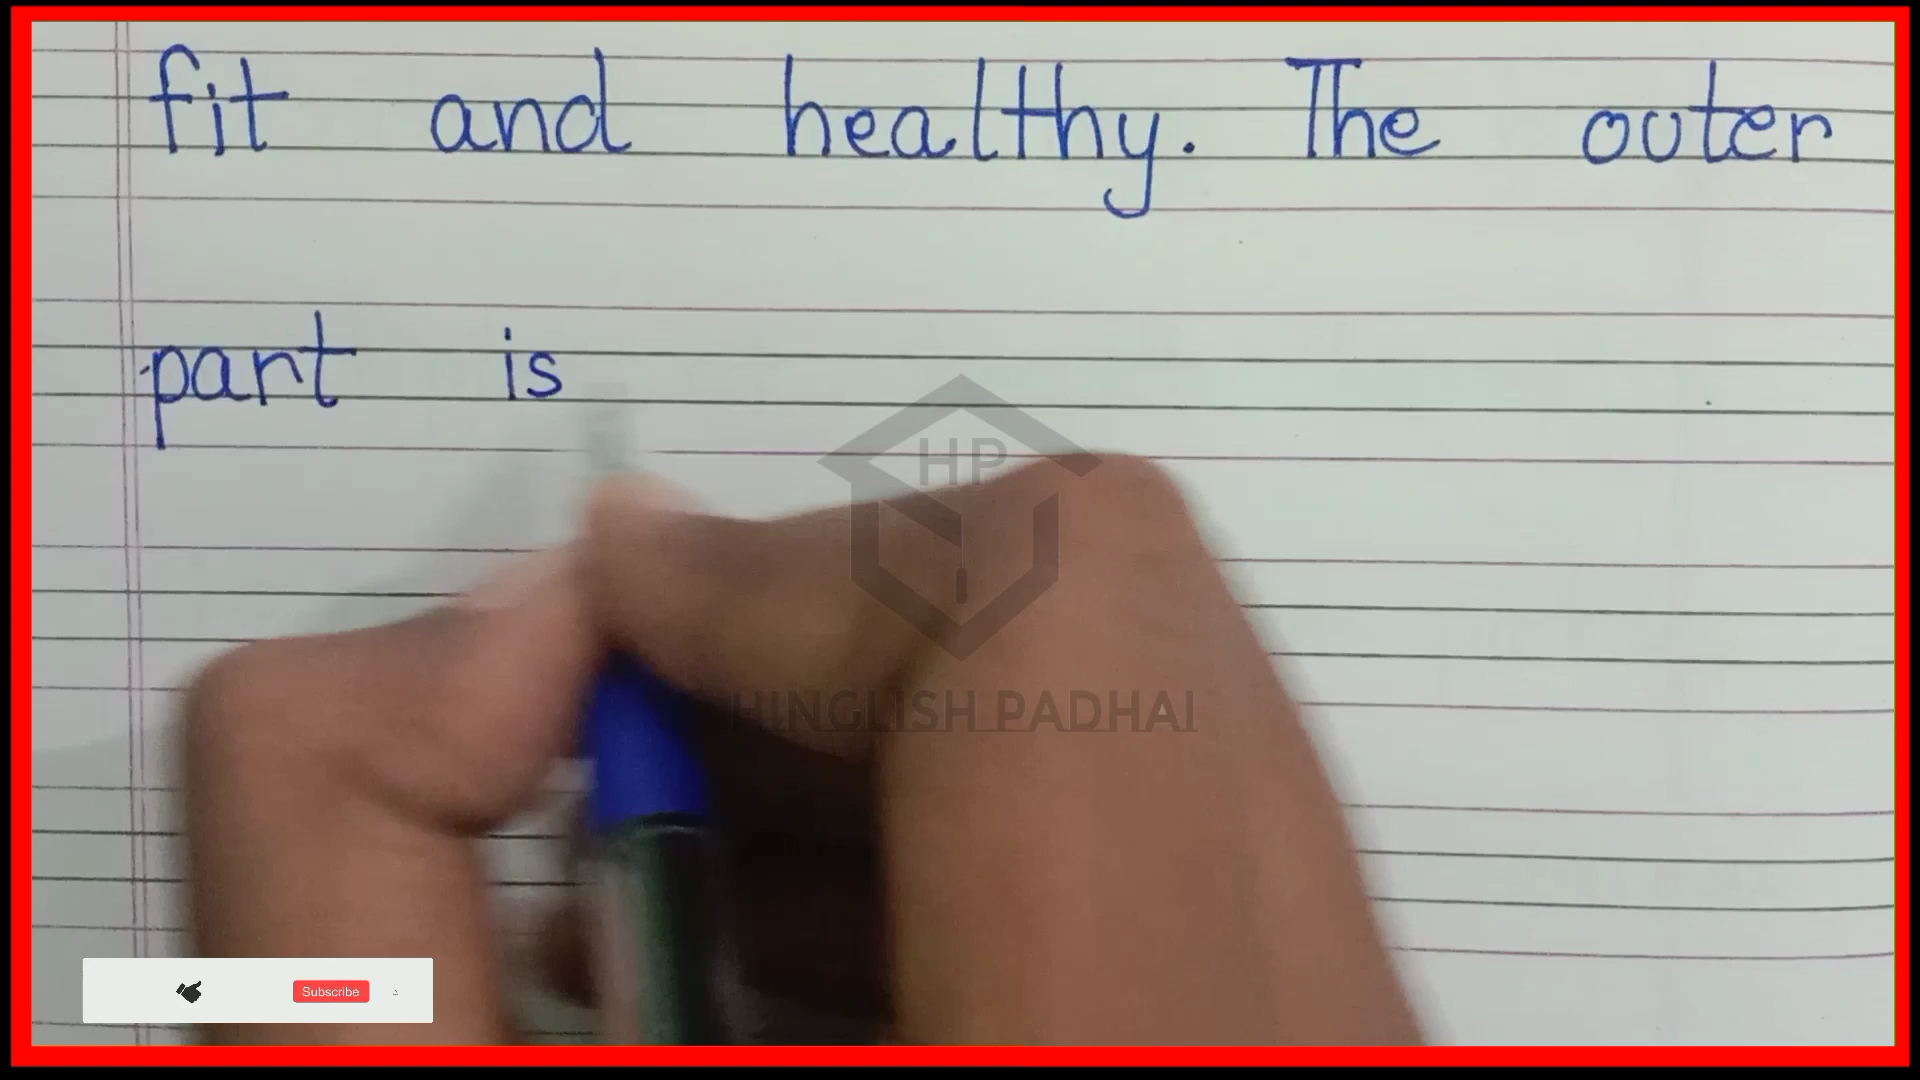 fit and healthy. The outer
part is
HP
HINGLISH PADHAI
Subscribe